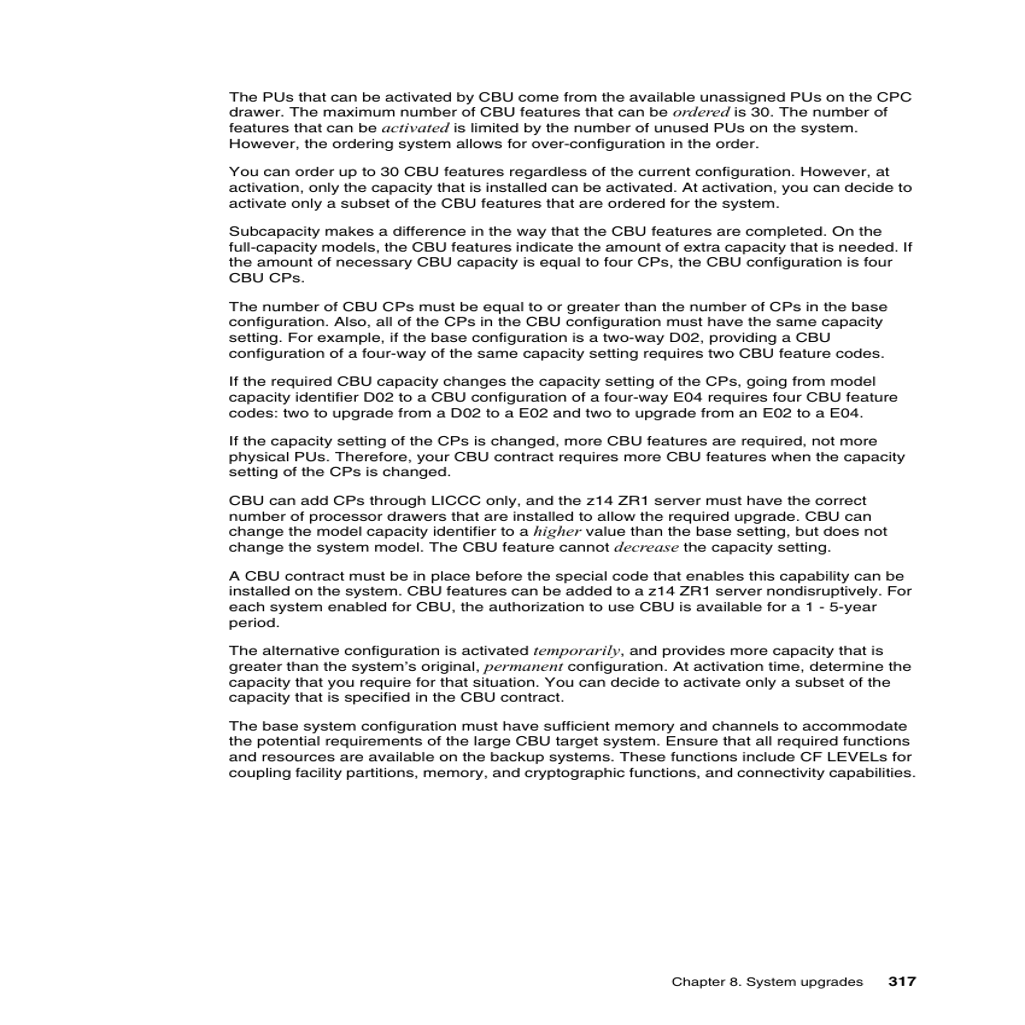 The PUs that can be activated by CBU come from the available unassigned PUs on the CPC
drawer. The maximum number of CBU features that can be ordered is 30. The number of
features that can be activated is limited by the number of unused PUs on the system.
However, the ordering system allows for over-configuration in the order.
You can order up to 30 CBU features regardless of the current configuration. However, at
activation, only the capacity that is installed can be activated. At activation, you can decide to
activate only a subset of the CBU features that are ordered for the system.
Subcapacity makes a difference in the way that the CBU features are completed. On the
full-capacity models, the CBU features indicate the amount of extra capacity that is needed. If
the amount of necessary CBU capacity is equal to four CPs, the CBU configuration is four
CBU CPs.
The number of CBU CPs must be equal to or greater than the number of CPs in the base
configuration. Also, all of the CPs in the CBU configuration must have the same capacity
setting. For example, if the base configuration is a two-way D02, providing a CBU
configuration of a four-way of the same capacity setting requires two CBU feature codes.
If the required CBU capacity changes the capacity setting of the CPs, going from model
capacity identifier D02 to a CBU configuration of a four-way E04 requires four CBU feature
codes: two to upgrade from a D02 to a E02 and two to upgrade from an E02 to a E04.
If the capacity setting of the CPs is changed, more CBU features are required, not more
physical PUs. Therefore, your CBU contract requires more CBU features when the capacity
setting of the CPs is changed.
CBU can add CPs through LICCC only, and the z14 ZR1 server must have the correct
number of processor drawers that are installed to allow the required upgrade. CBU can
change the model capacity identifier to a higher value than the base setting, but does not
change the system model. The CBU feature cannot decrease the capacity setting.
A CBU contract must be in place before the special code that enables this capability can be
installed on the system. CBU features can be added to a z14 ZR1 server nondisruptively. For
each system enabled for CBU, the authorization to use CBU is available for a 1 - 5-year
period.
The alternative configuration is activated temporarily, and provides more capacity that is
greater than the system’s original, permanent configuration. At activation time, determine the
capacity that you require for that situation. You can decide to activate only a subset of the
capacity that is specified in the CBU contract.
The base system configuration must have sufficient memory and channels to accommodate
the potential requirements of the large CBU target system. Ensure that all required functions
and resources are available on the backup systems. These functions include CF LEVELs for
coupling facility partitions, memory, and cryptographic functions, and connectivity capabilities.
Chapter 8. System upgrades 317